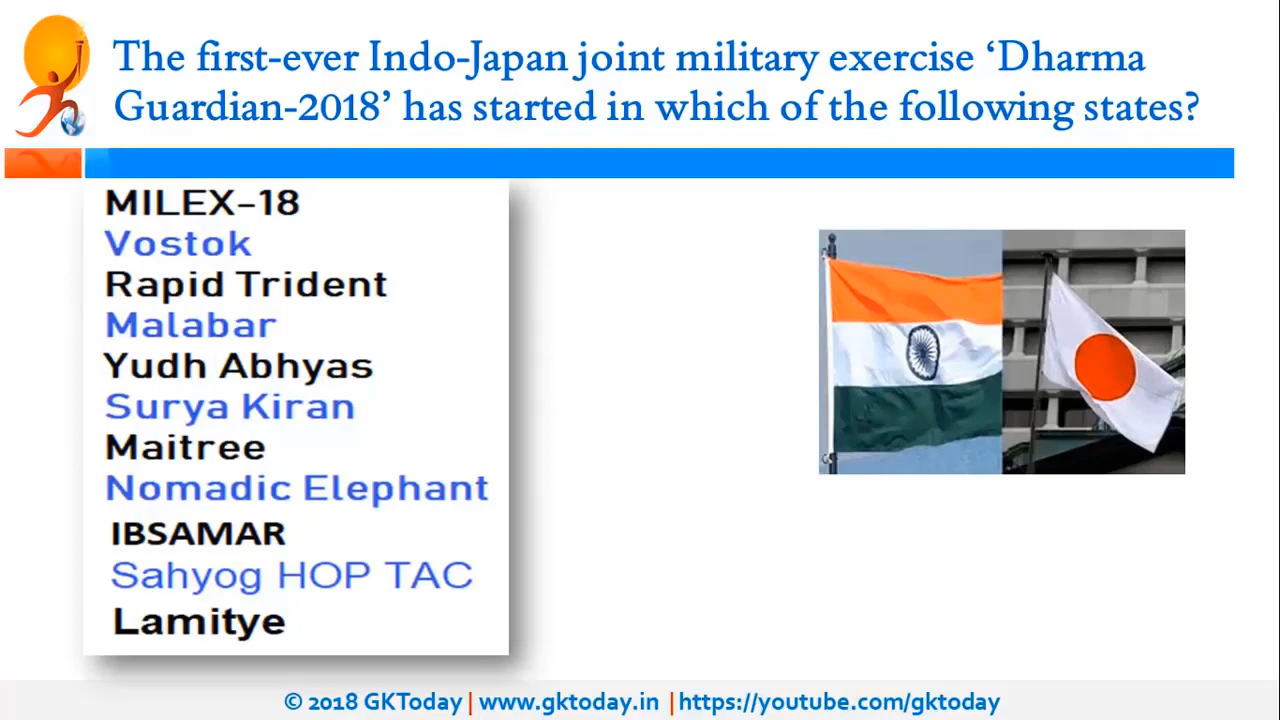 The first-ever Indo-Japan joint military exercise ‘Dharma
Guardian-2018’ has started in which of the following states?
MILEX-18
Vostok
Rapid Trident
Malabar
Yudh Abhyas
Surya Kiran
Maitree
Nomadic Elephant
IBSAMAR
Sahyog HOP TAC
Lamitye
© 2018 GKToday | www.gktoday.in | https://youtube.com/gktoday